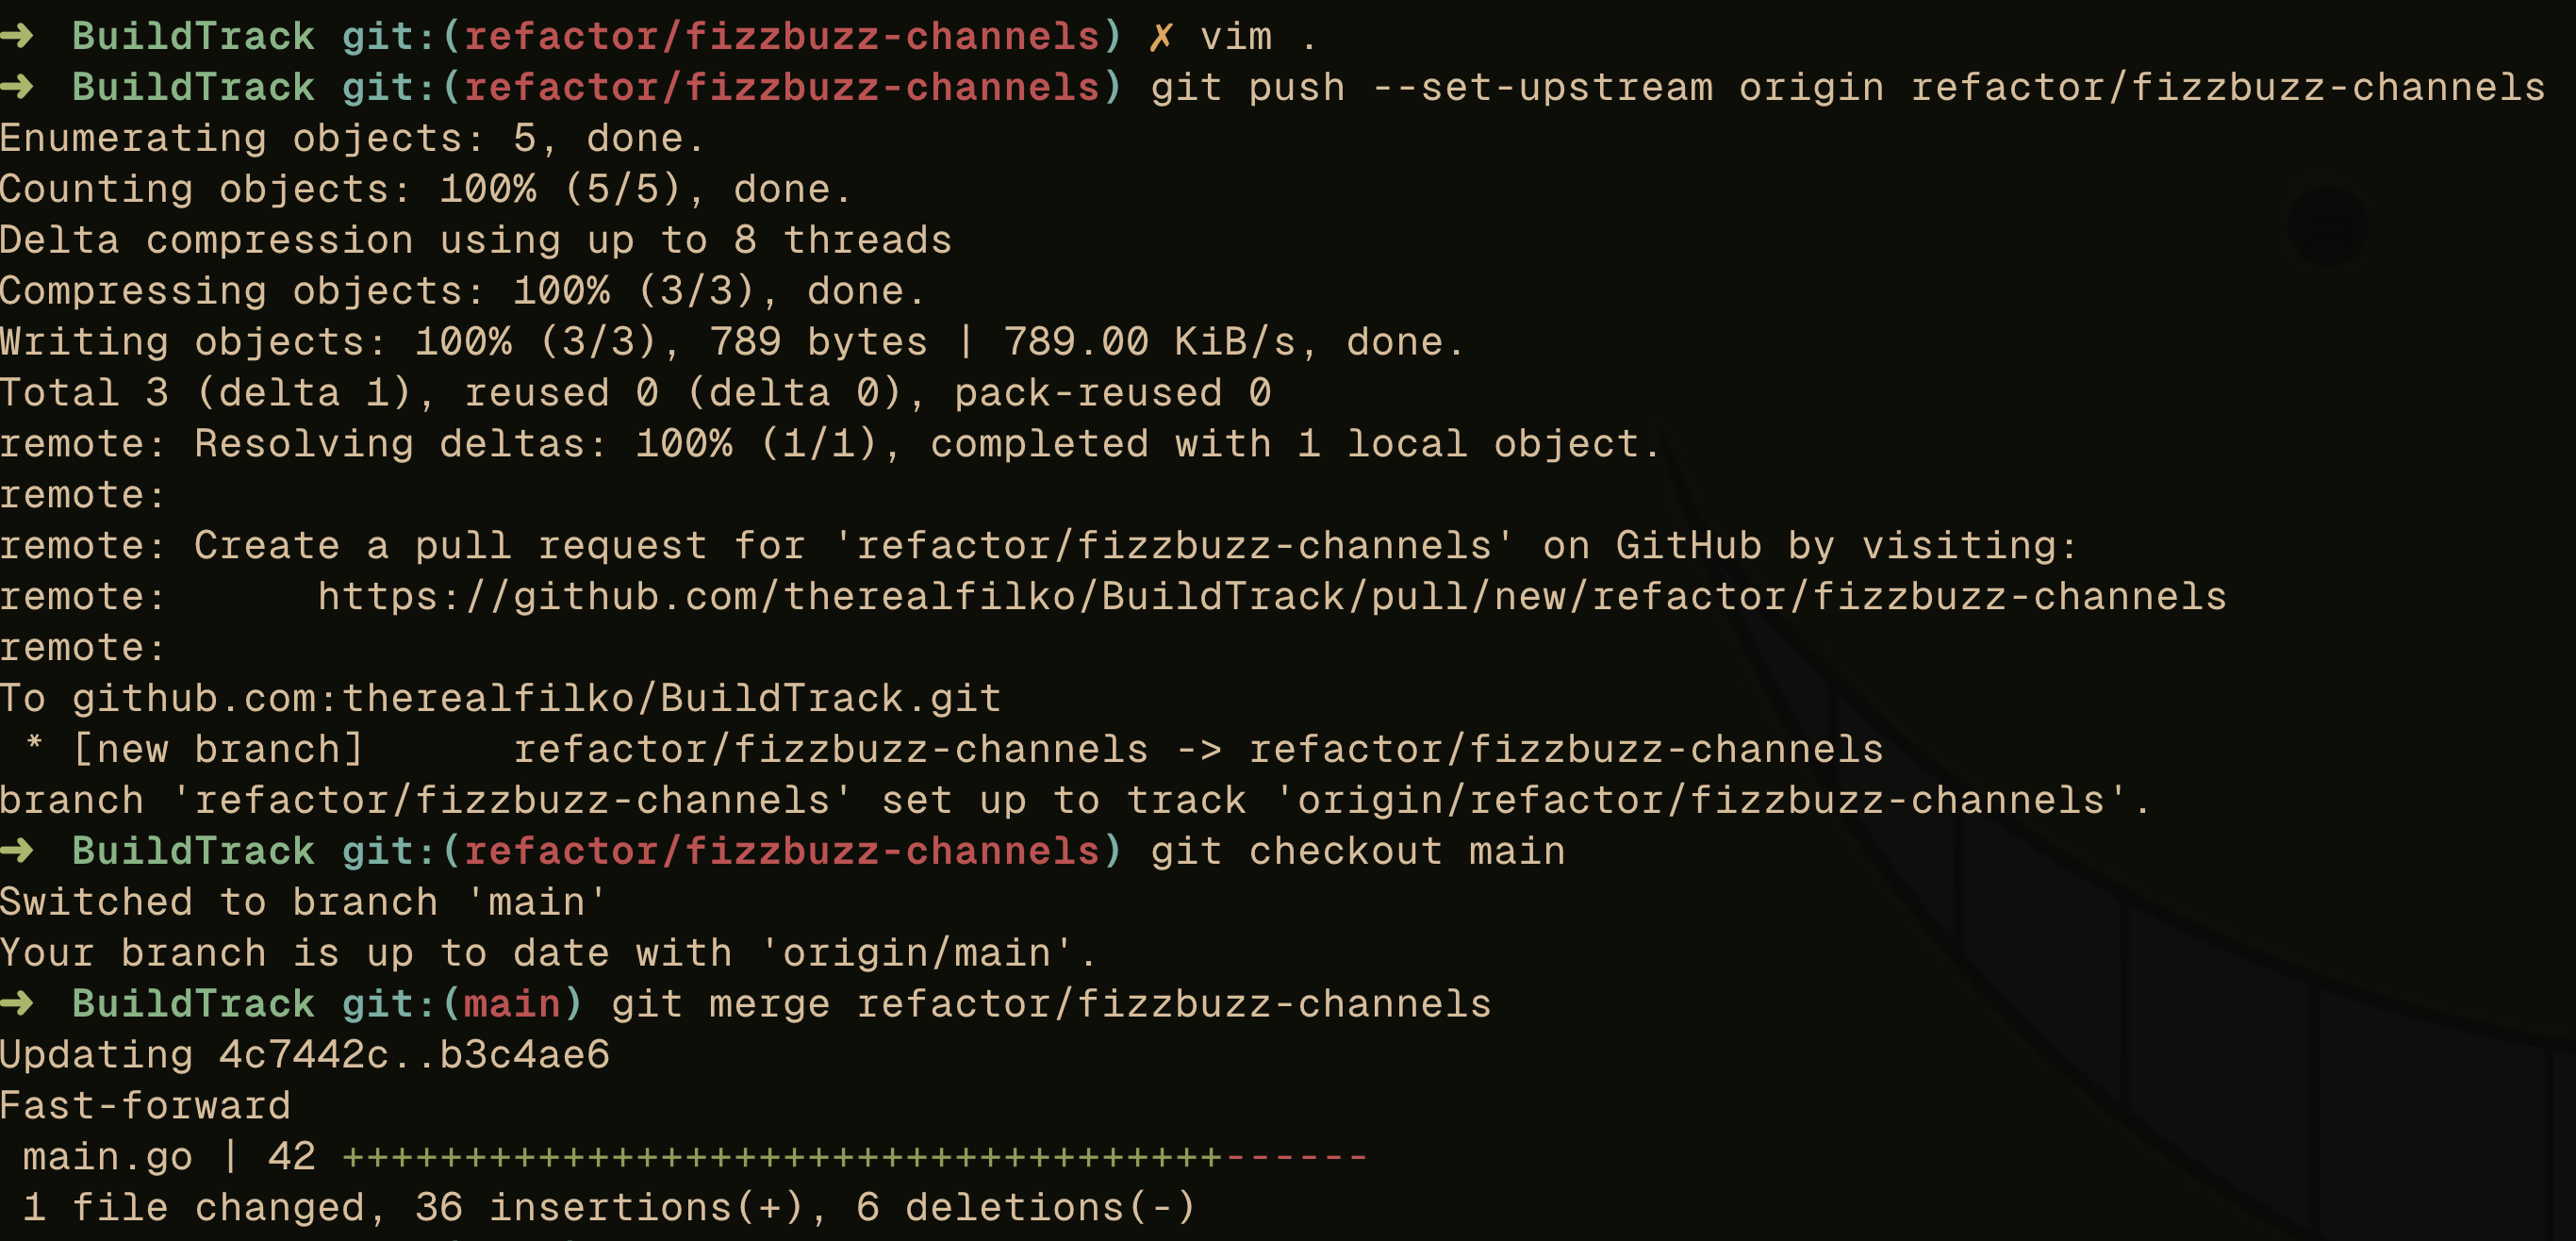 ➜  BuildTrack git:(refactor/fizzbuzz-channels) ✗ vim .
➜  BuildTrack git:(refactor/fizzbuzz-channels) git push --set-upstream origin refactor/fizzbuzz-channels
Enumerating objects: 5, done.
Counting objects: 100% (5/5), done.
Delta compression using up to 8 threads
Compressing objects: 100% (3/3), done.
Writing objects: 100% (3/3), 789 bytes | 789.00 KiB/s, done.
Total 3 (delta 1), reused 0 (delta 0), pack-reused 0
remote: Resolving deltas: 100% (1/1), completed with 1 local object.
remote:
remote: Create a pull request for 'refactor/fizzbuzz-channels' on GitHub by visiting:
remote:      https://github.com/therealfilko/BuildTrack/pull/new/refactor/fizzbuzz-channels
remote:
To github.com:therealfilko/BuildTrack.git
 * [new branch]      refactor/fizzbuzz-channels -> refactor/fizzbuzz-channels
branch 'refactor/fizzbuzz-channels' set up to track 'origin/refactor/fizzbuzz-channels'.
➜  BuildTrack git:(refactor/fizzbuzz-channels) git checkout main
Switched to branch 'main'
Your branch is up to date with 'origin/main'.
➜  BuildTrack git:(main) git merge refactor/fizzbuzz-channels
Updating 4c7442c..b3c4ae6
Fast-forward
 main.go | 42 ++++++++++++++++++++++++++++++++++++------
 1 file changed, 36 insertions(+), 6 deletions(-)